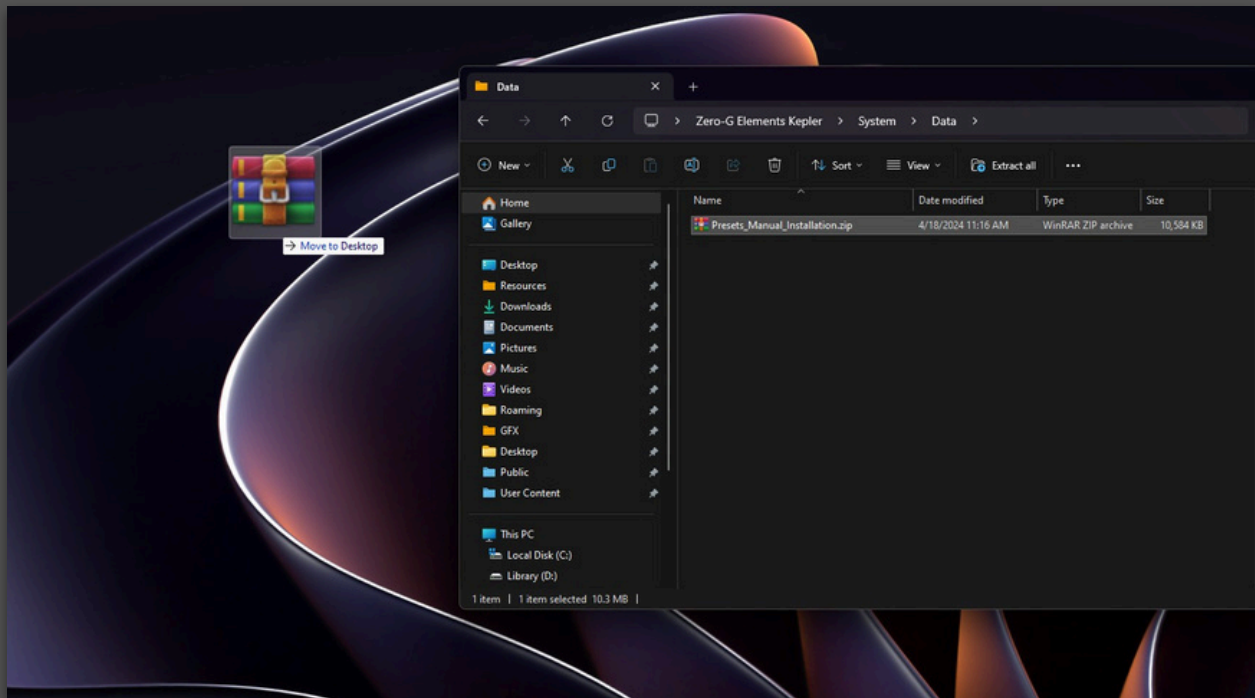 Data
Zero-G Elements Kepler > System > Data >
New Sort View Extract all ...
Home
Gallery
Desktop
Resources
Downloads
Documents
Pictures
Music
Videos
Roaming
GFX
Desktop
Public
User Content
This PC
Local Disk (C:)
Library (D:)
Name Date modified Type Size
Presets_Manual_Installation.zip 4/18/2024 11:16 AM WinRAR ZIP archive 10,584 KB
1 item | 1 item selected 10.3 MB |
Move to Desktop